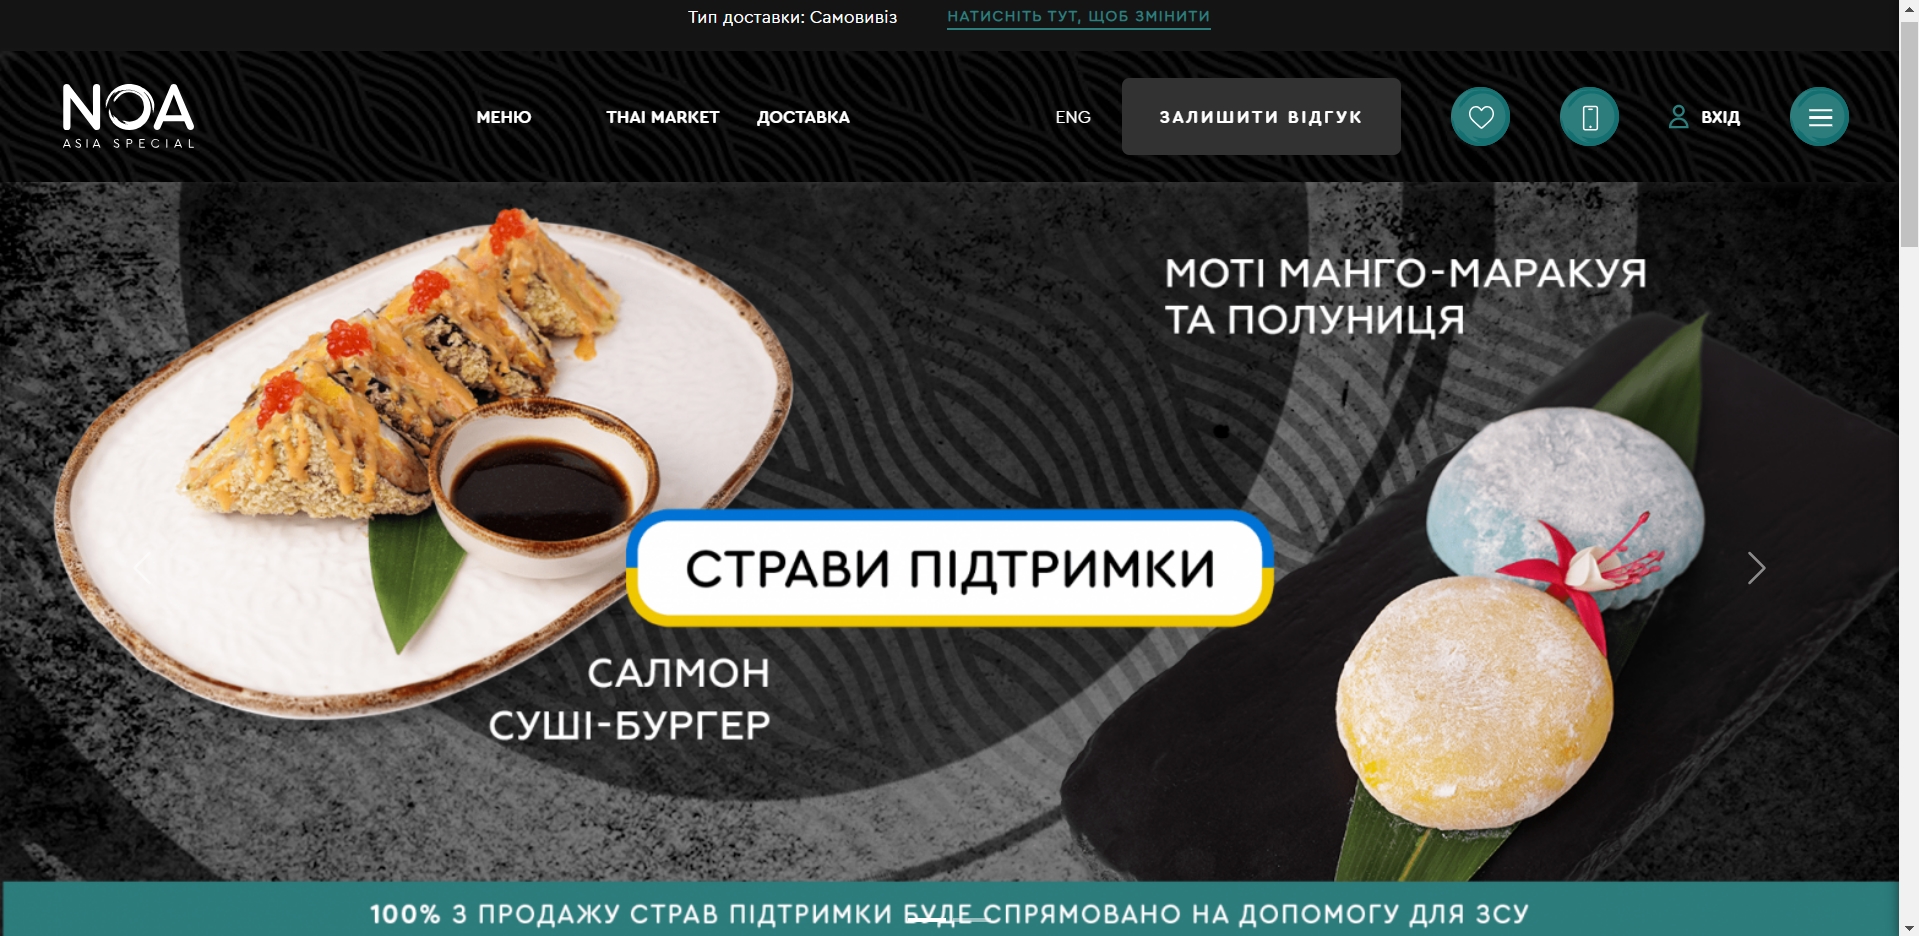 Тип доставки: Самовивіз
НАТИСНІТЬ ТУТ, ЩОБ ЗМІНИТИ
NOA
ASIA SPECIAL
МЕНЮ
THAI MARKET
ДОСТАВКА
ENG
ЗАЛИШИТИ ВІДГУК
ВХІД
МОТІ МАНГО-МАРАКУЯ
ТА ПОЛУНИЦЯ
СТРАВИ ПІДТРИМКИ
САЛМОН
СУШІ-БУРГЕР
100% З ПРОДАЖУ СТРАВ ПІДТРИМКИ БУДЕ СПРЯМОВАНО НА ДОПОМОГУ ДЛЯ ЗСУ